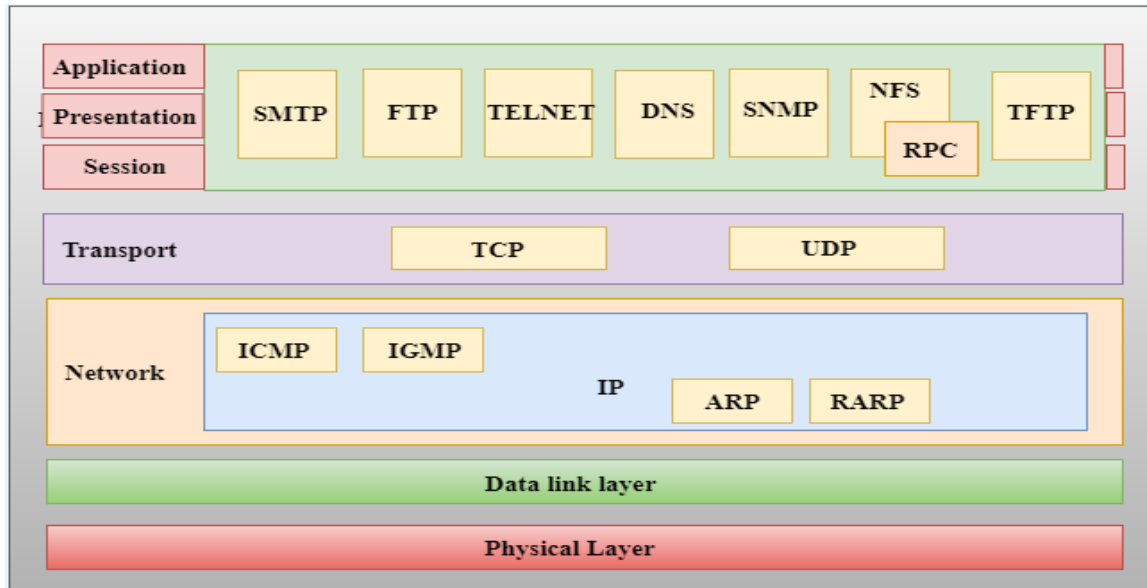 Application
Presentation
Session
SMTP
FTP
TELNET
DNS
SNMP
NFS
RPC
TFTP
Transport
TCP
UDP
Network
ICMP
IGMP
IP
ARP
RARP
Data link layer
Physical Layer